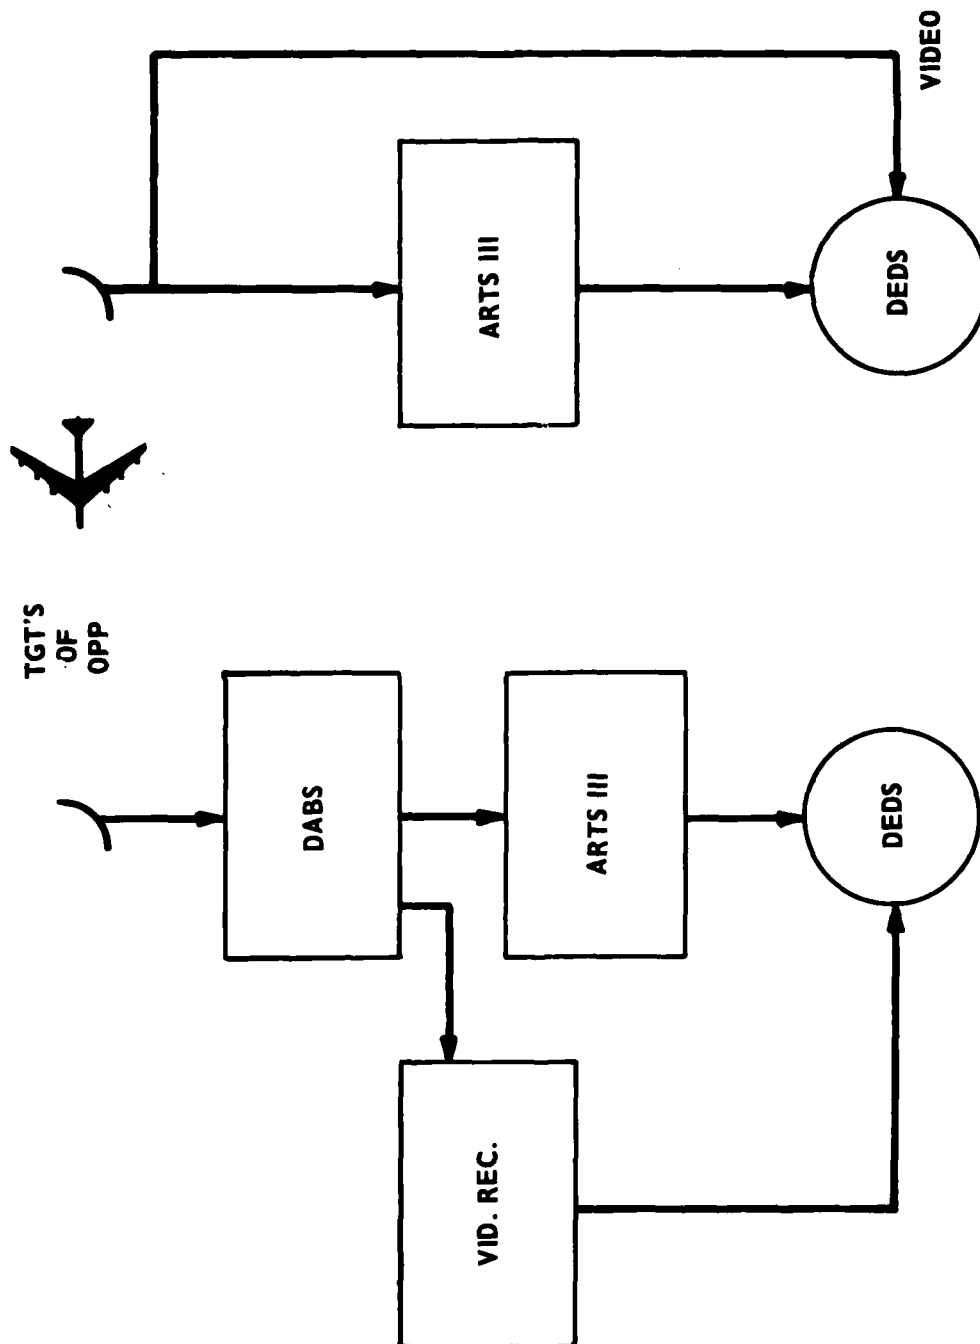 TGT'S
OF
OPP
DABS
VID. REC.
ARTS III
ARTS III
DEDS
DEDS
VIDEO